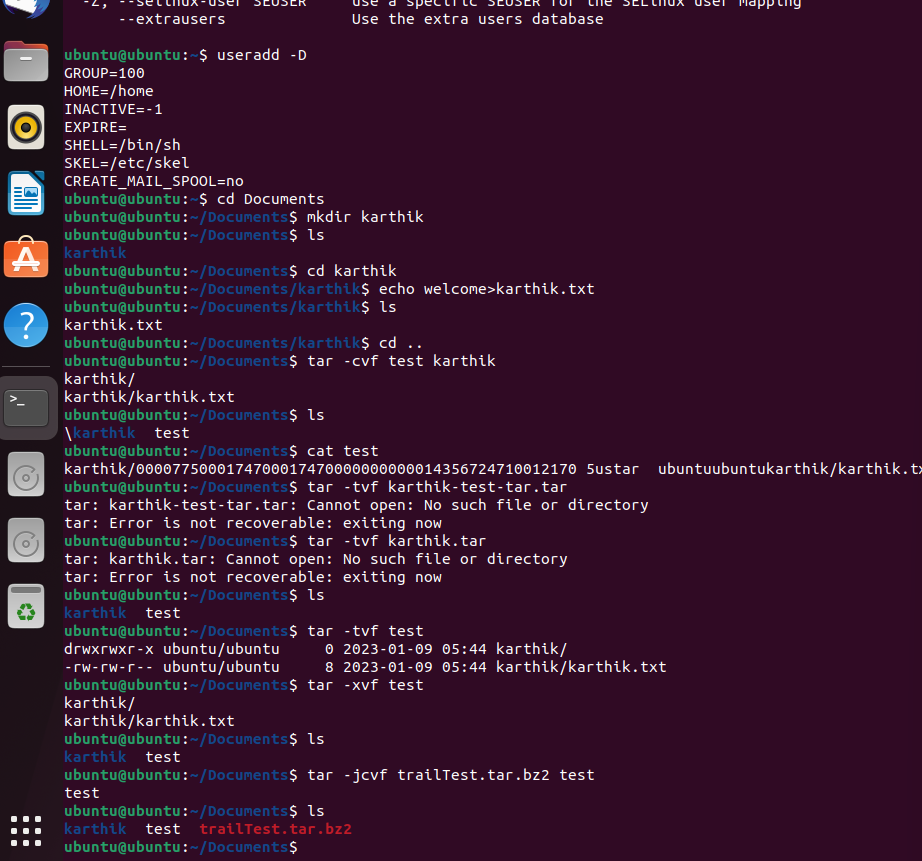 -Z, --selinux-user SEUSER     use a specific SEUSER for the SELinux user mapping
      --extrausers              Use the extra users database
ubuntu@ubuntu:~$ useradd -D
GROUP=100
HOME=/home
INACTIVE=-1
EXPIRE=
SHELL=/bin/sh
SKEL=/etc/skel
CREATE_MAIL_SPOOL=no
ubuntu@ubuntu:~$ cd Documents
ubuntu@ubuntu:~/Documents$ mkdir karthik
ubuntu@ubuntu:~/Documents$ ls
karthik
ubuntu@ubuntu:~/Documents$ cd karthik
ubuntu@ubuntu:~/Documents/karthik$ echo welcome>karthik.txt
ubuntu@ubuntu:~/Documents/karthik$ ls
karthik.txt
ubuntu@ubuntu:~/Documents/karthik$ cd ..
ubuntu@ubuntu:~/Documents$ tar -cvf test karthik
karthik/
karthik/karthik.txt
ubuntu@ubuntu:~/Documents$ ls
\karthik  test
ubuntu@ubuntu:~/Documents$ cat test
karthik/0000775000174700017470000000000014356724710012170 5ustar  ubuntuubuntukarthik/karthik.tx
ubuntu@ubuntu:~/Documents$ tar -tvf karthik-test-tar.tar
tar: karthik-test-tar.tar: Cannot open: No such file or directory
tar: Error is not recoverable: exiting now
ubuntu@ubuntu:~/Documents$ tar -tvf karthik.tar
tar: karthik.tar: Cannot open: No such file or directory
tar: Error is not recoverable: exiting now
ubuntu@ubuntu:~/Documents$ ls
karthik  test
ubuntu@ubuntu:~/Documents$ tar -tvf test
drwxrwxr-x ubuntu/ubuntu     0 2023-01-09 05:44 karthik/
-rw-rw-r-- ubuntu/ubuntu     8 2023-01-09 05:44 karthik/karthik.txt
ubuntu@ubuntu:~/Documents$ tar -xvf test
karthik/
karthik/karthik.txt
ubuntu@ubuntu:~/Documents$ ls
karthik  test
ubuntu@ubuntu:~/Documents$ tar -jcvf trailTest.tar.bz2 test
test
ubuntu@ubuntu:~/Documents$ ls
karthik  test  trailTest.tar.bz2
ubuntu@ubuntu:~/Documents$